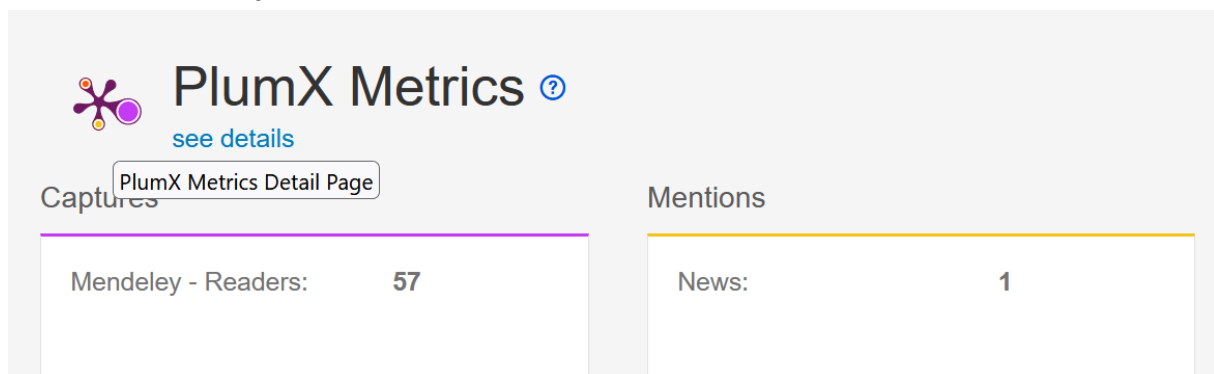 PlumX Metrics ?
see details
PlumX Metrics Detail Page
Captures
Mendeley - Readers: 57
Mentions
News: 1